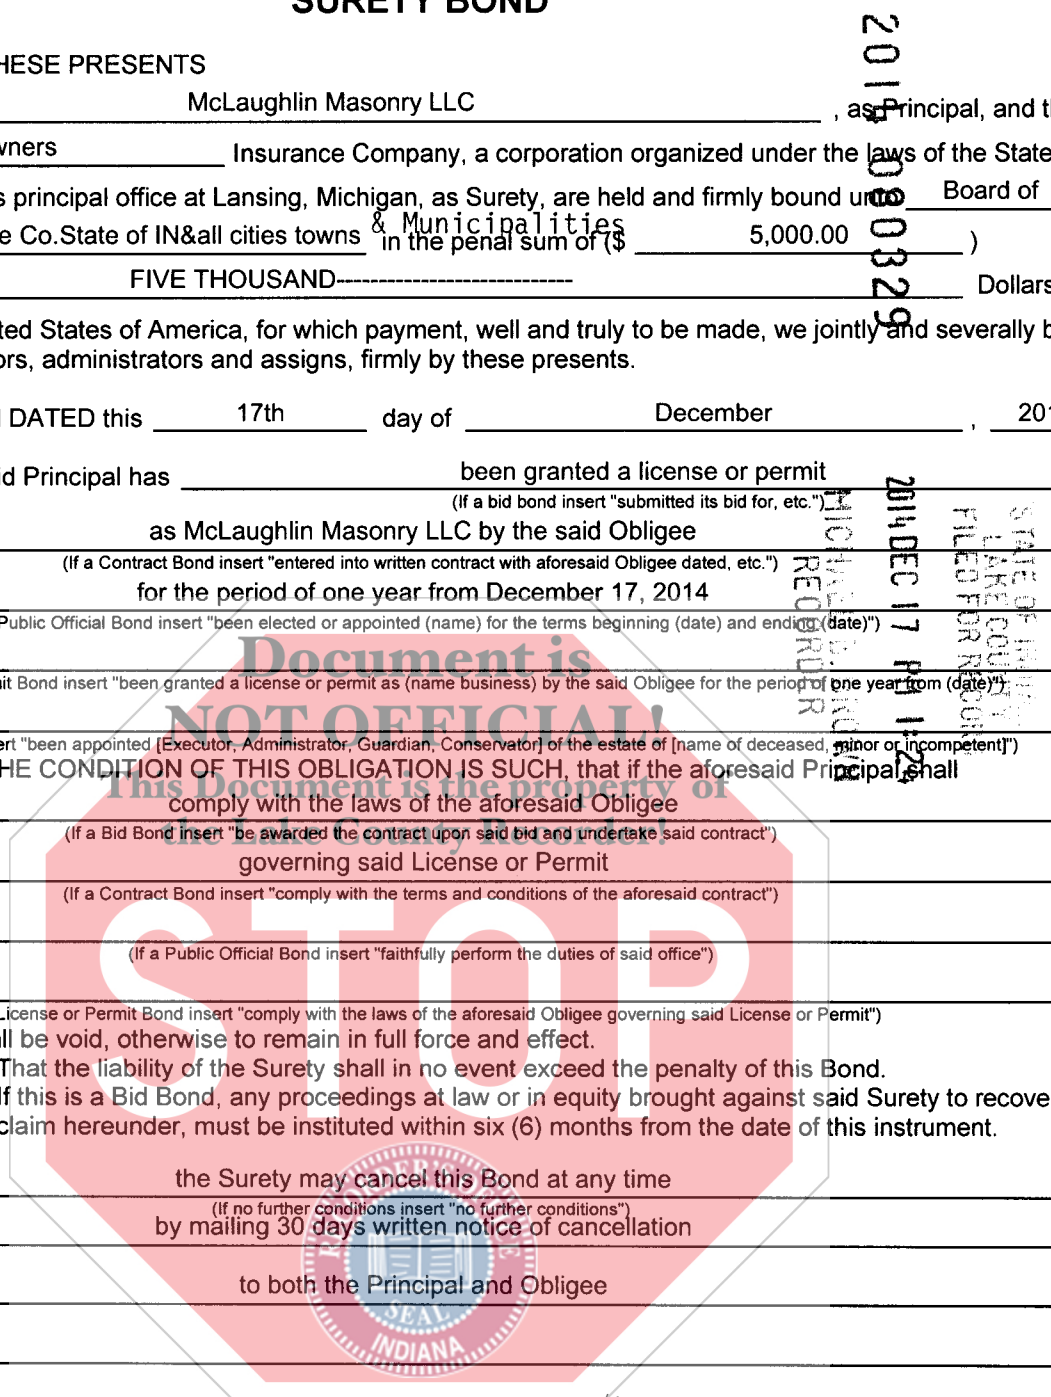 SURETY BOND
HESE PRESENTS
McLaughlin Masonry LLC , as Principal, and th
wners Insurance Company, a corporation organized under the laws of the State
s principal office at Lansing, Michigan, as Surety, are held and firmly bound unto Board of
& Municipalities
e Co.State of IN&all cities towns in the penal sum of ($ 5,000.00 )
FIVE THOUSAND---------------------------- Dollars
ted States of America, for which payment, well and truly to be made, we jointly and severally b
ors, administrators and assigns, firmly by these presents.
DATED this 17th day of December , 201
id Principal has been granted a license or permit
(If a bid bond insert "submitted its bid for, etc.")
as McLaughlin Masonry LLC by the said Obligee
(If a Contract Bond insert "entered into written contract with aforesaid Obligee dated, etc.")
for the period of one year from December 17, 2014
Public Official Bond insert "been elected or appointed (name) for the terms beginning (date) and ending (date)")
it Bond insert "been granted a license or permit as (name business) by the said Obligee for the period of one year from (date)")
ert "been appointed [Executor, Administrator, Guardian, Conservator] of the estate of [name of deceased, minor or incompetent]")
HE CONDITION OF THIS OBLIGATION IS SUCH, that if the aforesaid Principal shall
comply with the laws of the aforesaid Obligee
(If a Bid Bond insert "be awarded the contract upon said bid and undertake said contract")
governing said License or Permit
(If a Contract Bond insert "comply with the terms and conditions of the aforesaid contract")
(If a Public Official Bond insert "faithfully perform the duties of said office")
License or Permit Bond insert "comply with the laws of the aforesaid Obligee governing said License or Permit")
ll be void, otherwise to remain in full force and effect.
That the liability of the Surety shall in no event exceed the penalty of this Bond.
If this is a Bid Bond, any proceedings at law or in equity brought against said Surety to recove
claim hereunder, must be instituted within six (6) months from the date of this instrument.
the Surety may cancel this Bond at any time
(If no further conditions insert "no further conditions")
by mailing 30 days written notice of cancellation
to both the Principal and Obligee
2014 080329
2014 DEC 17 PM 1:24
FILED FOR RECORD
RECORDER
Document is
NOT OFFICIAL!
This Document is the property of
the Lake County Recorder!
STOP
RECORDER'S OFFICE
SEAL
INDIANA